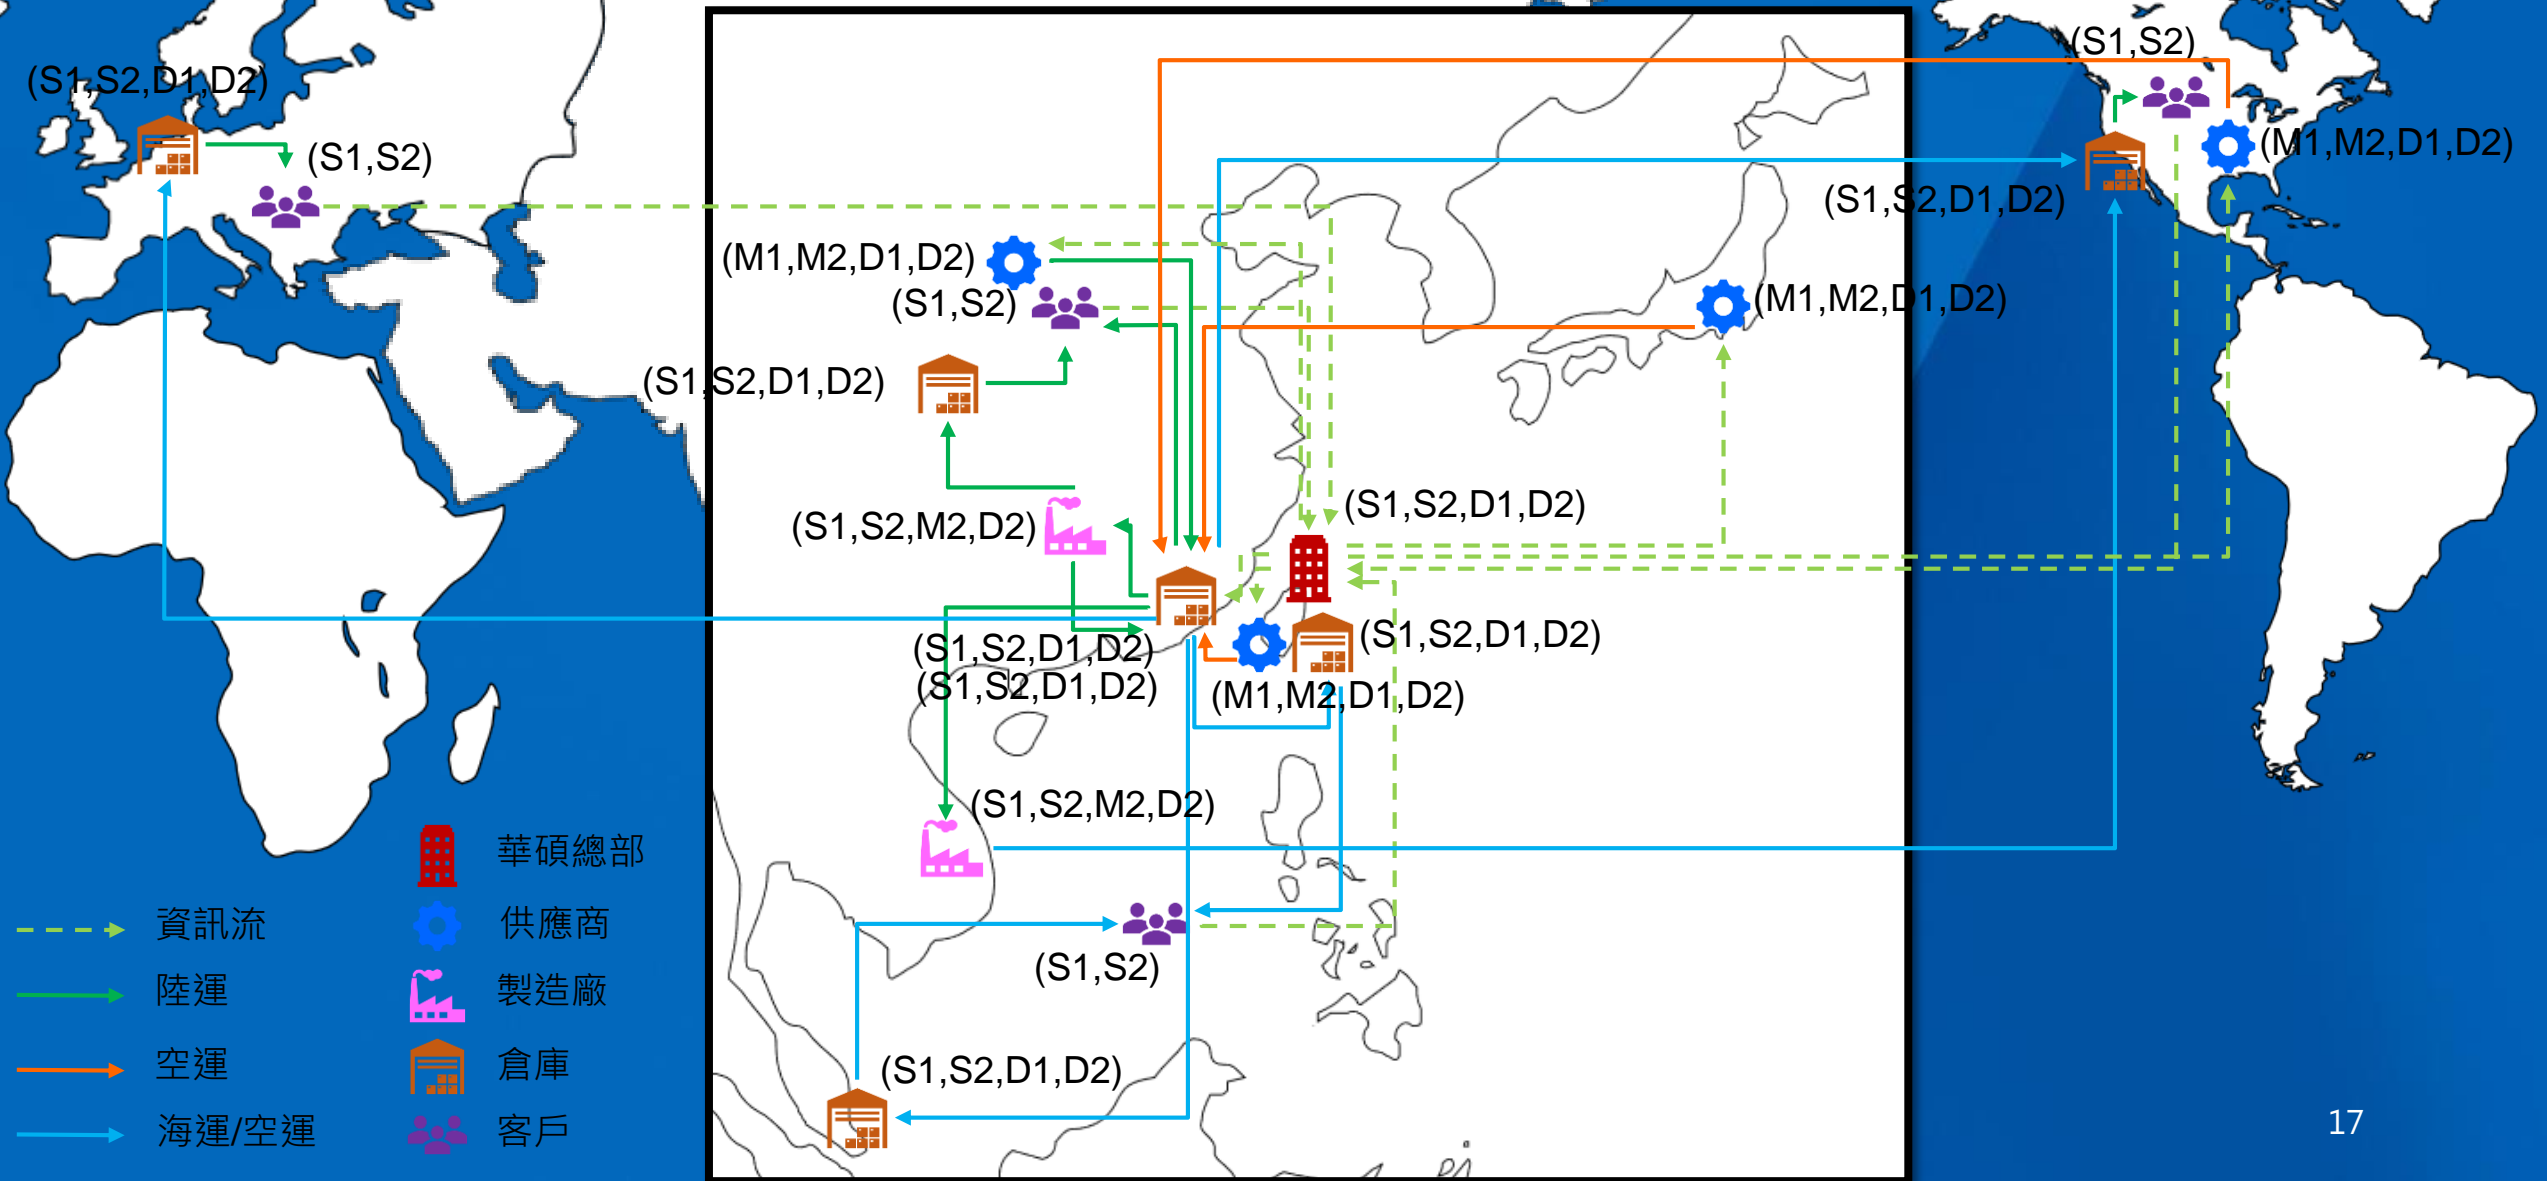 (S1,S2)
(S1,S2,D1,D2)
(S1,S2)
(M1,M2,D1,D2)
(S1,S2,D1,D2)
(M1,M2,D1,D2)
(S1,S2)
(M1,M2,D1,D2)
(S1,S2,D1,D2)
(S1,S2,D1,D2)
(S1,S2,M2,D2)
(S1,S2,D1,D2)
(S1,S2,D1,D2)
(S1,S2,D1,D2)
(M1,M2,D1,D2)
(S1,S2,M2,D2)
(S1,S2)
(S1,S2,D1,D2)
華碩總部
資訊流
供應商
陸運
製造廠
空運
倉庫
海運/空運
客戶
17